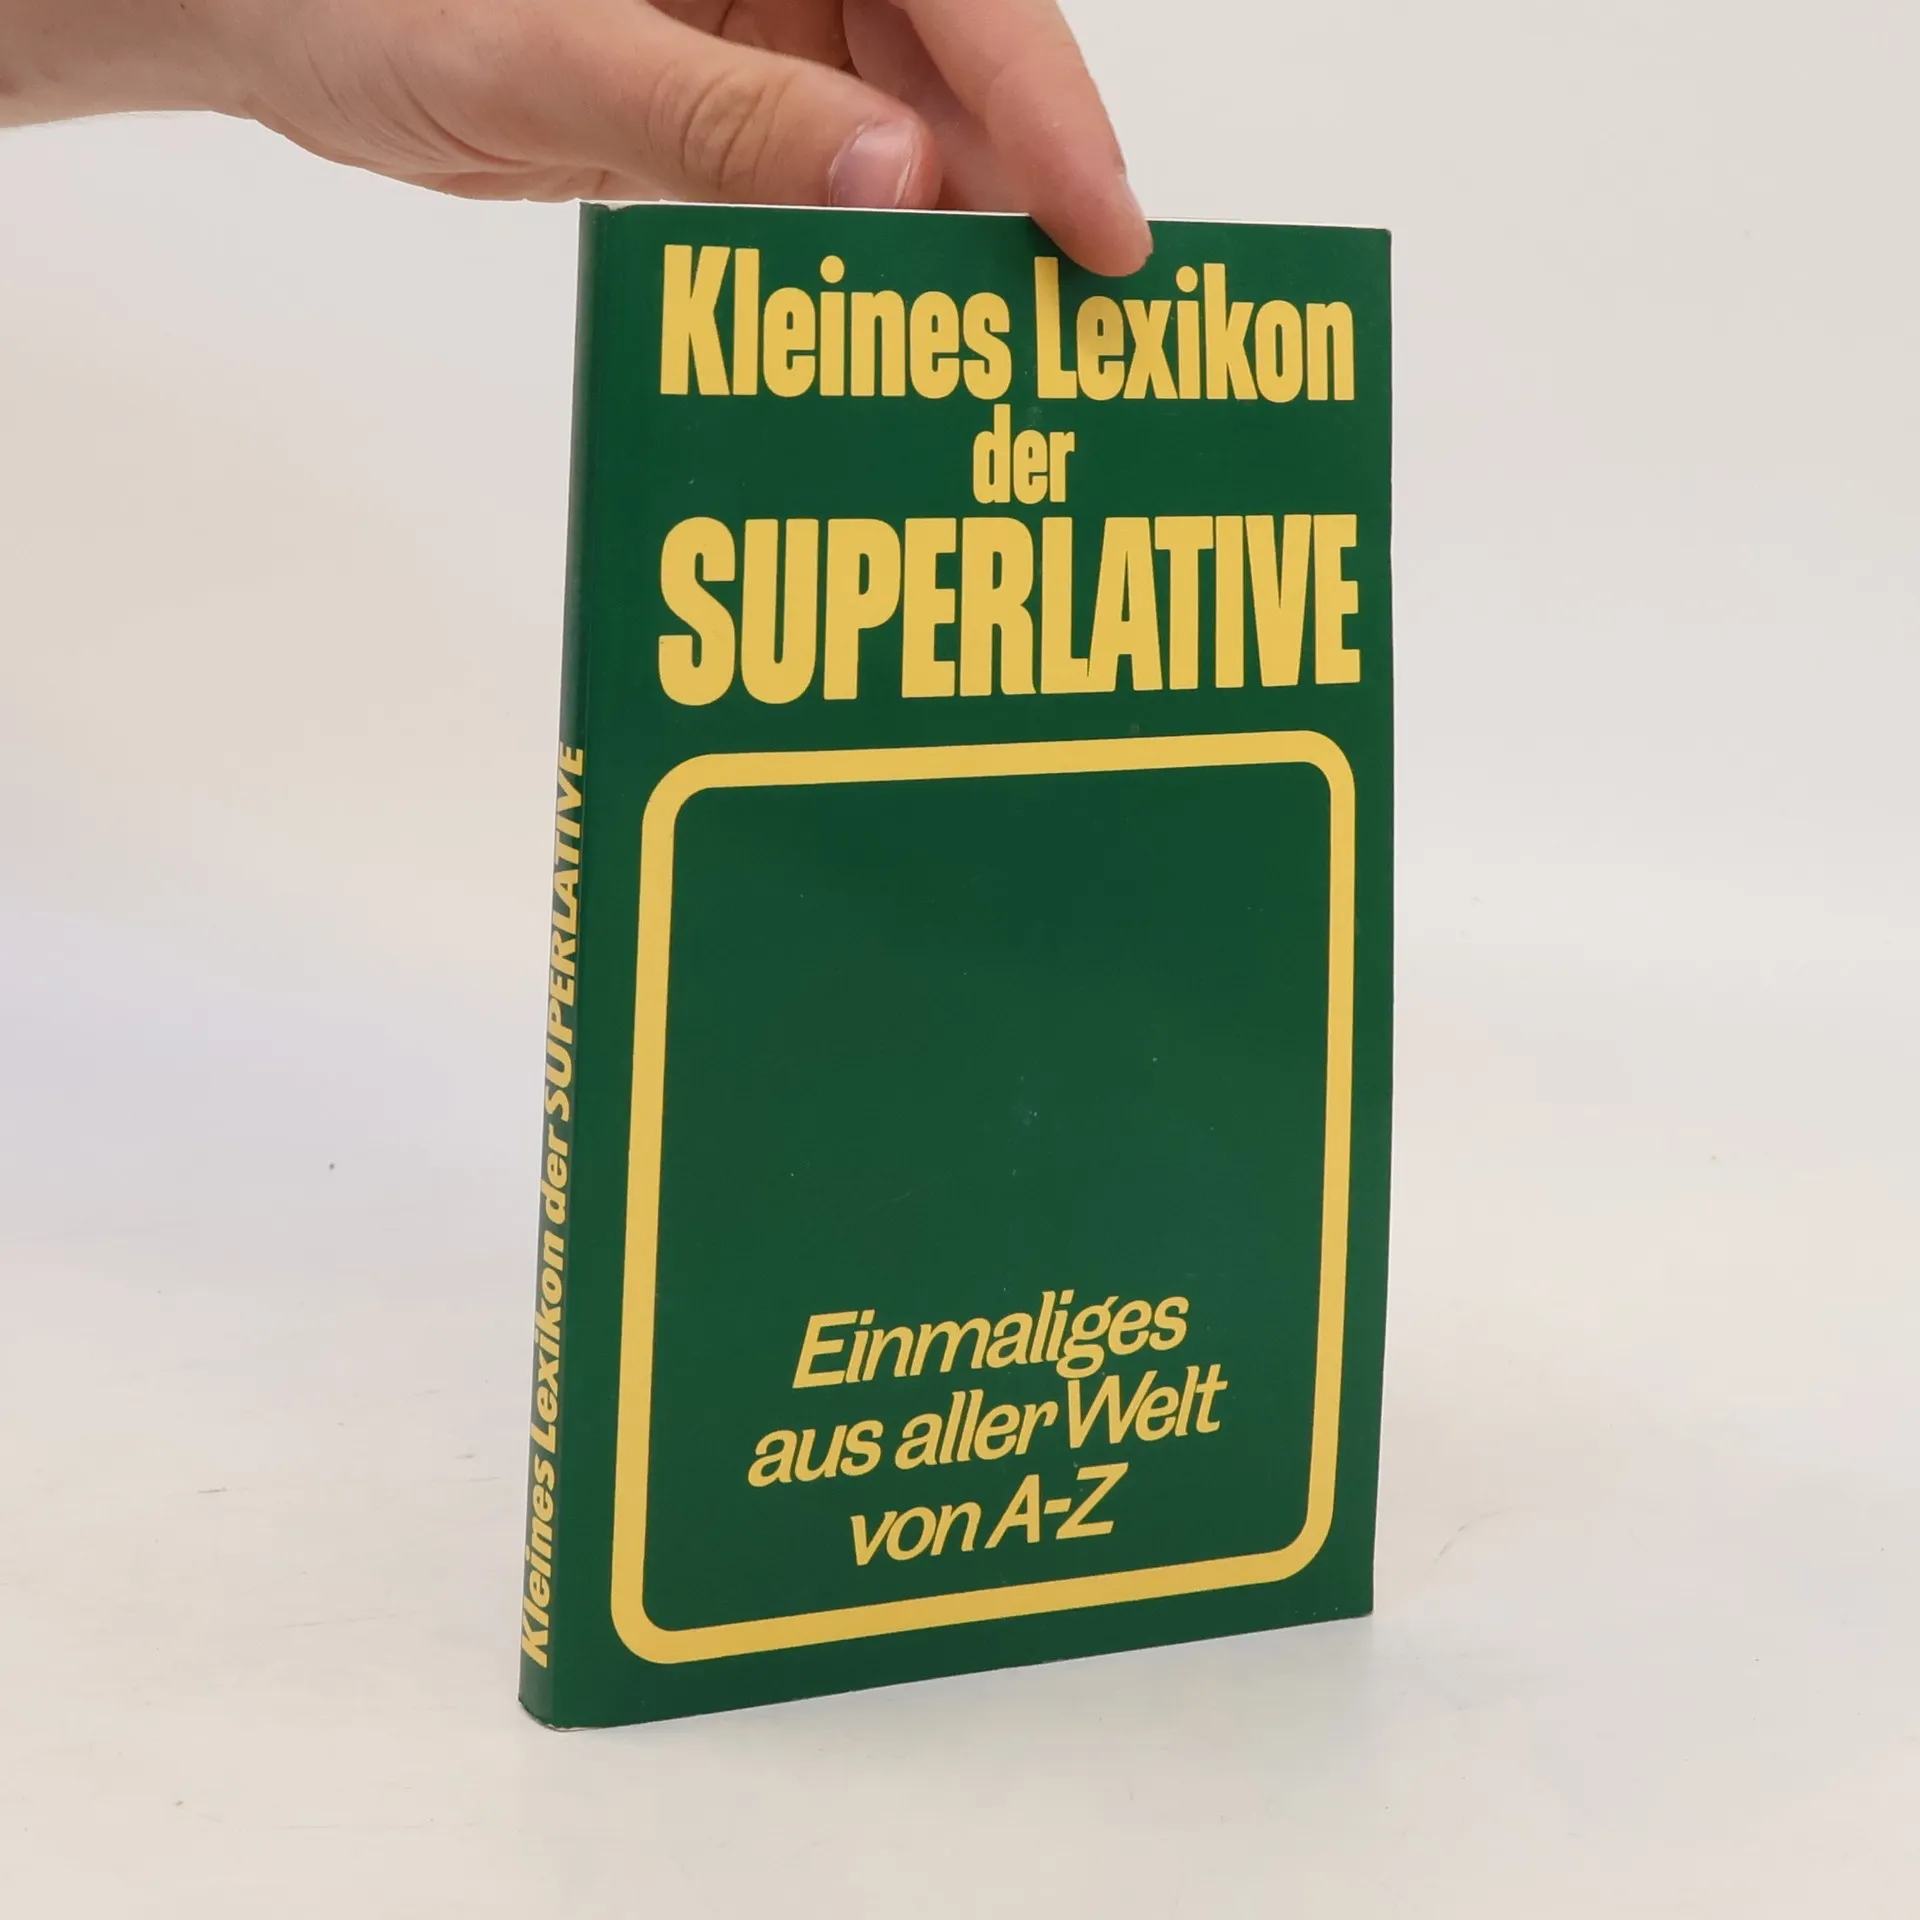 Kleines Lexikon
der
SUPERLATIVE
Einmaliges
aus aller Welt
von A-Z
Kleines Lexikon der SUPERLATIVE